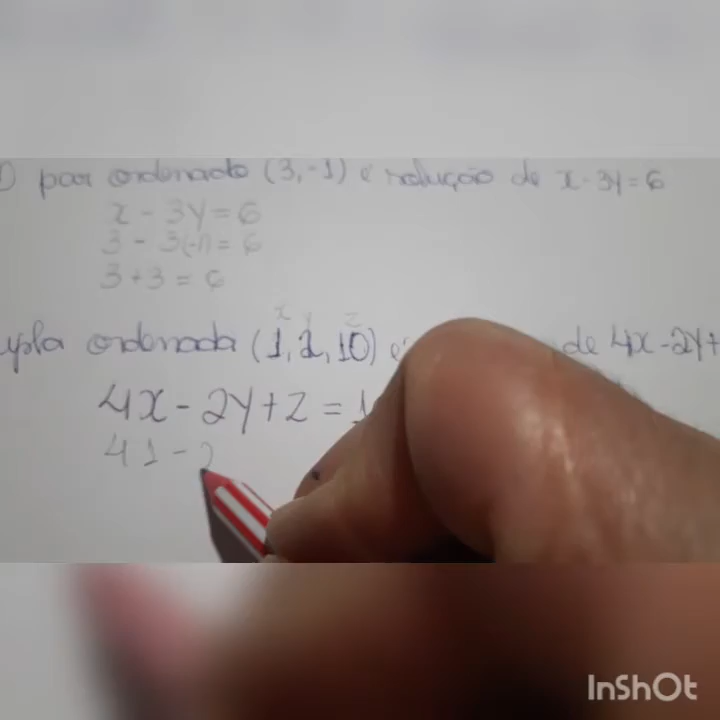 par ordenado (3,-1) é solução de x-3y=6
x - 3y = 6
3 - 3(-1) = 6
3 + 3 = 6
x y z
upla ordenada (1,2,10) é de 4x-2y+
4x - 2y + z = 1
4 1 - 2
InShOt